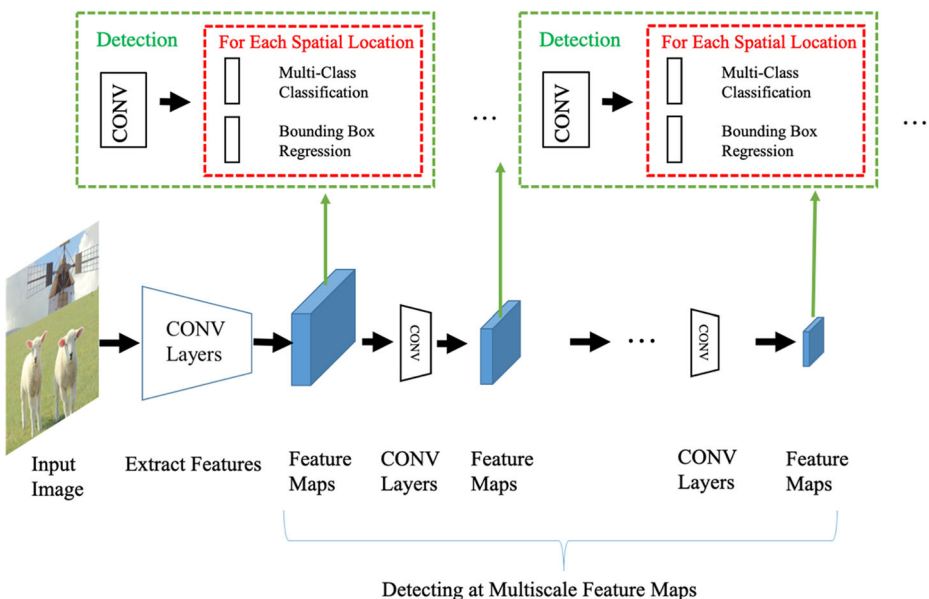 Detection
For Each Spatial Location
CONV
Multi-Class
Classification
Bounding Box
Regression
...
Detection
For Each Spatial Location
CONV
Multi-Class
Classification
Bounding Box
Regression
...
CONV
Layers
CONV
...
CONV
Input
Image
Extract Features
Feature
Maps
CONV
Layers
Feature
Maps
CONV
Layers
Feature
Maps
Detecting at Multiscale Feature Maps